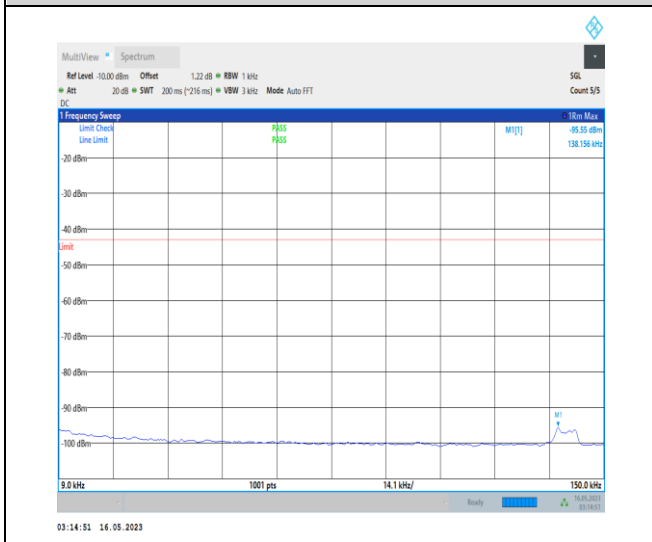 MultiView Spectrum
Ref Level -10.00 dBm Offset 1.22 dB RBW 1 kHz SGL
Att 20 dB SWT 200 ms (~216 ms) VBW 3 kHz Mode Auto FFT Count 5/5
DC
1 Frequency Sweep 1Rm Max
Limit Check PASS M1[1] -95.55 dBm
Line Limit PASS 138.156 kHz
-20 dBm
-30 dBm
-40 dBm
Limit
-50 dBm
-60 dBm
-70 dBm
-80 dBm
-90 dBm
M1
-100 dBm
9.0 kHz 1001 pts 14.1 kHz/ 150.0 kHz
Ready 16.05.2023
03:14:51
03:14:51 16.05.2023